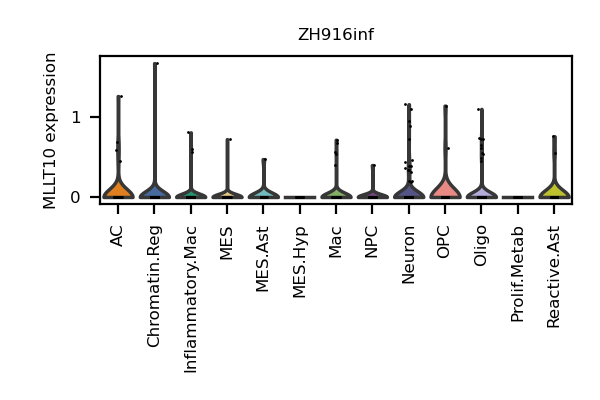 ZH916inf
MLLT10 expression
1
0
AC
Chromatin.Reg
Inflammatory.Mac
MES
MES.Ast
MES.Hyp
Mac
NPC
Neuron
OPC
Oligo
Prolif.Metab
Reactive.Ast